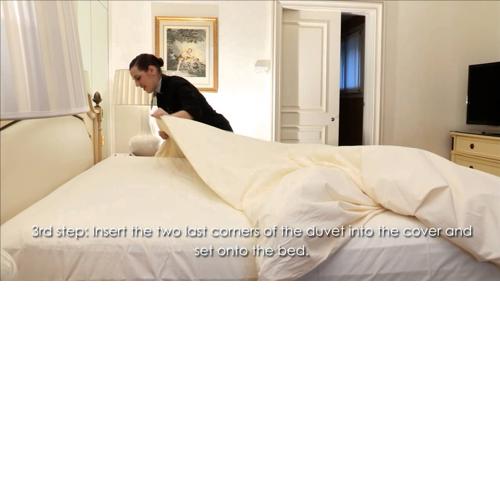 3rd step: Insert the two last corners of the duvet into the cover and
set onto the bed.